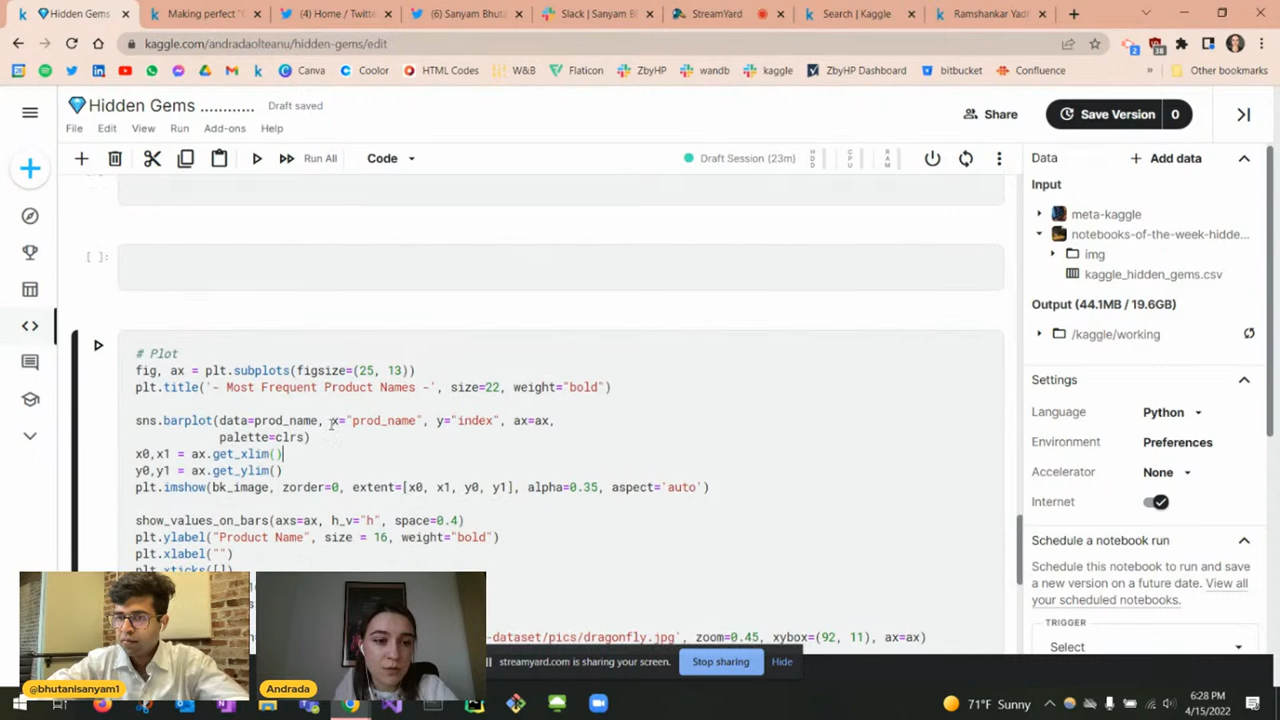 Hidden Gems
Making perfect "C
(4) Home / Twitte
(6) Sanyam Bhut
Slack | Sanyam B
StreamYard
Search | Kaggle
Ramshankar Yad
kaggle.com/andradaolteanu/hidden-gems/edit
38
Canva
Coolor
HTML Codes
W&B
Flaticon
ZbyHP
wandb
kaggle
ZbyHP Dashboard
bitbucket
Confluence
»
Other bookmarks
Hidden Gems ............
Draft saved
Share
Save Version
0
File
Edit
View
Run
Add-ons
Help
Run All
Code
Draft Session (23m)
HDD
CPU
RAM
Data
Add data
Input
meta-kaggle
notebooks-of-the-week-hidde...
img
kaggle_hidden_gems.csv
Output (44.1MB / 19.6GB)
/kaggle/working
Settings
Language
Python
Environment
Preferences
Accelerator
None
Internet
Schedule a notebook run
Schedule this notebook to run and save
a new version on a future date. View all
your scheduled notebooks.
TRIGGER
Select
[ ]:
# Plot
fig, ax = plt.subplots(figsize=(25, 13))
plt.title('- Most Frequent Product Names -', size=22, weight="bold")
sns.barplot(data=prod_name, x="prod_name", y="index", ax=ax,
palette=clrs)
x0,x1 = ax.get_xlim()
y0,y1 = ax.get_ylim()
plt.imshow(bk_image, zorder=0, extent=[x0, x1, y0, y1], alpha=0.35, aspect='auto')
show_values_on_bars(axs=ax, h_v="h", space=0.4)
plt.ylabel("Product Name", size = 16, weight="bold")
plt.xlabel("")
plt.xticks([])
-dataset/pics/dragonfly.jpg', zoom=0.45, xybox=(92, 11), ax=ax)
streamyard.com is sharing your screen.
Stop sharing
Hide
@bhutanisanyam1
Andrada
71°F Sunny
6:28 PM
4/15/2022